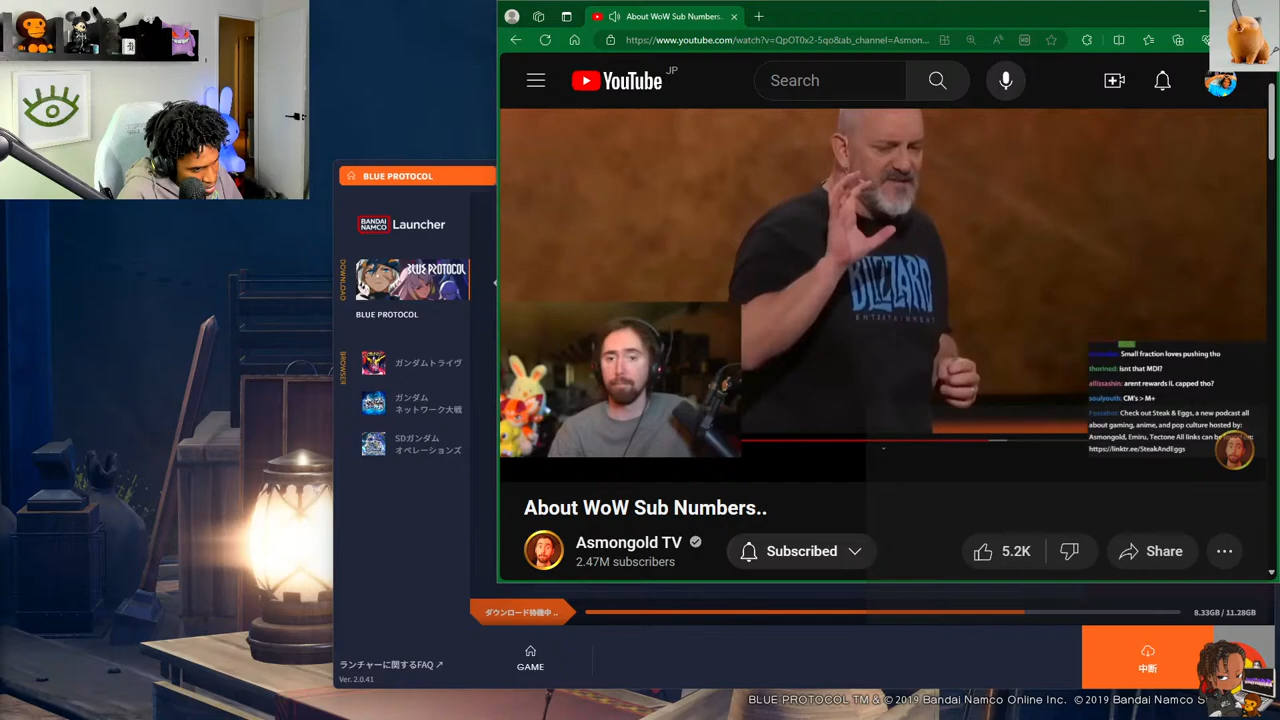 About WoW Sub Numbers..
https://www.youtube.com/watch?v=QpOT0x2-5qo&ab_channel=Asmon...
YouTube JP
Search
BLUE PROTOCOL
BANDAI NAMCO Launcher
DOWNLOAD
BLUE PROTOCOL
BLUE PROTOCOL
BROWSER
ガンダムトライヴ
ガンダム
ネットワーク大戦
SDガンダム
オペレーションズ
BLIZZARD
ENTERTAINMENT
Small fraction loves pushing tho
thorined: isnt that MDI?
allissashin: arent rewards iL capped tho?
soulyouth: CM's > M+
Check out Steak & Eggs, a new podcast all
about gaming, anime, and pop culture hosted by:
Asmongold, Emiru, Tectone All links can be
https://linktr.ee/SteakAndEggs
About WoW Sub Numbers..
Asmongold TV
2.47M subscribers
Subscribed
5.2K
Share
ダウンロード待機中 ..
8.33GB / 11.28GB
ランチャーに関するFAQ
Ver. 2.0.41
GAME
中断
BLUE PROTOCOL TM & ©2019 Bandai Namco Online Inc. ©2019 Bandai Namco S